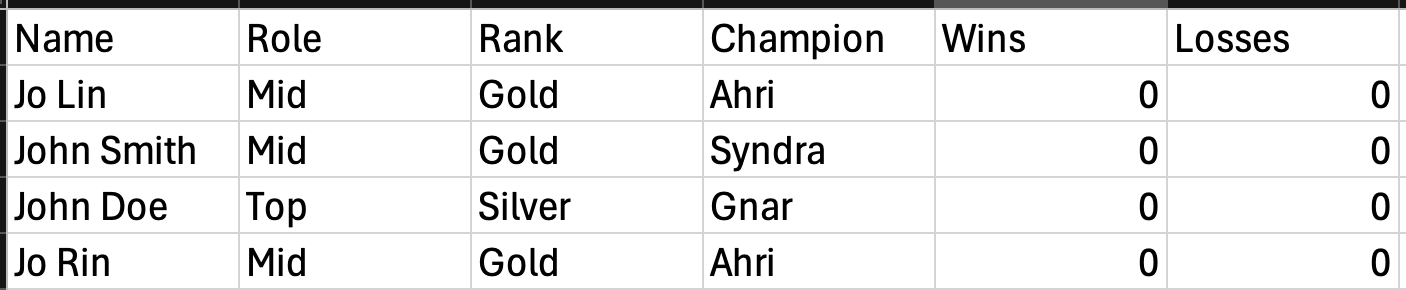 Name Role Rank Champion Wins Losses
Jo Lin Mid Gold Ahri 0 0
John Smith Mid Gold Syndra 0 0
John Doe Top Silver Gnar 0 0
Jo Rin Mid Gold Ahri 0 0